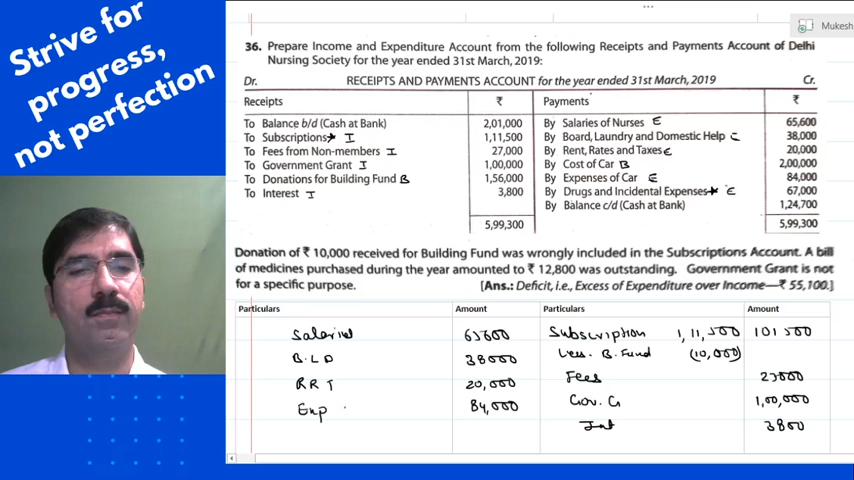 Strive for
progress,
not perfection
Mukesh
36. Prepare Income and Expenditure Account from the following Receipts and Payments Account of Delhi
Nursing Society for the year ended 31st March, 2019:
Dr. RECEIPTS AND PAYMENTS ACCOUNT for the year ended 31st March, 2019 Cr.
Receipts ₹ Payments ₹
To Balance b/d (Cash at Bank) 2,01,000 By Salaries of Nurses E 65,600
To Subscriptions I 1,11,500 By Board, Laundry and Domestic Help E 38,000
To Fees from Non-members I 27,000 By Rent, Rates and Taxes E 20,000
To Government Grant I 1,00,000 By Cost of Car B 2,00,000
To Donations for Building Fund B 1,56,000 By Expenses of Car E 84,000
To Interest I 3,800 By Drugs and Incidental Expenses E 67,000
By Balance c/d (Cash at Bank) 1,24,700
5,99,300 5,99,300
Donation of ₹ 10,000 received for Building Fund was wrongly included in the Subscriptions Account. A bill
of medicines purchased during the year amounted to ₹ 12,800 was outstanding. Government Grant is not
for a specific purpose. [Ans.: Deficit, i.e., Excess of Expenditure over Income—₹ 55,100.]
Particulars Amount Particulars Amount
Salaries 65600 Subscription 1,11,500 101500
B.L D 38000 Less. B. Fund (10,000)
R R T 20,000 Fees 27000
Exp 84,000 Gov. G 1,00,000
Int 3800